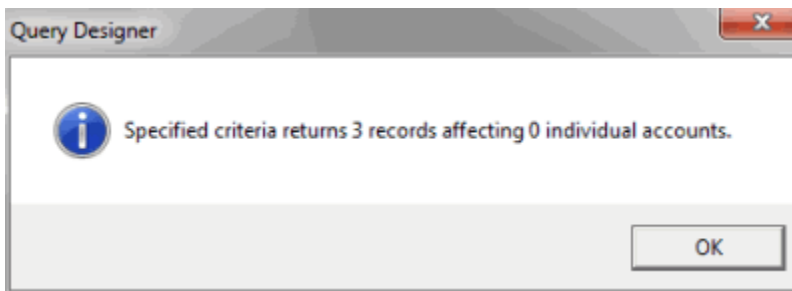 Query Designer
Specified criteria returns 3 records affecting 0 individual accounts.
OK